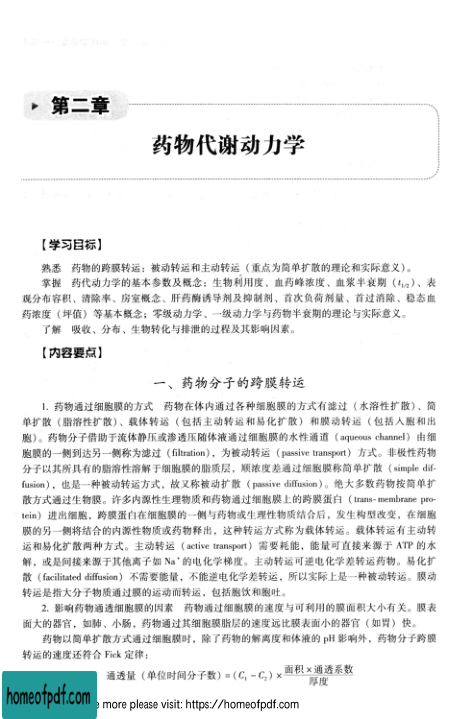 第二章
药物代谢动力学
【学习目标】
熟悉 药物的跨膜转运：被动转运和主动转运（重点为简单扩散的理论和实际意义）。
掌握 药代动力学的基本参数及概念：生物利用度、血药峰浓度、血浆半衰期（t1/2）、表
观分布容积、清除率、房室概念、肝药酶诱导剂及抑制剂、首次负荷剂量、首过消除、稳态血
药浓度（坪值）等基本概念；零级动力学、一级动力学与药物半衰期的理论与实际意义。
了解 吸收、分布、生物转化与排泄的过程及其影响因素。
【内容要点】
一、药物分子的跨膜转运
1. 药物通过细胞膜的方式 药物在体内通过各种细胞膜的方式有滤过（水溶性扩散）、简
单扩散（脂溶性扩散）、载体转运（包括主动转运和易化扩散）和膜动转运（包括入胞和出
胞）。药物分子借助于流体静压或渗透压随体液通过细胞膜的水性通道（aqueous channel）由细
胞膜的一侧到达另一侧称为滤过（filtration），为被动转运（passive transport）方式。非极性药物
分子以其所具有的脂溶性溶解于细胞膜的脂质层，顺浓度差通过细胞膜称简单扩散（simple dif-
fusion），也是一种被动转运方式，故又称被动扩散（passive diffusion）。绝大多数药物按简单扩
散方式通过生物膜。许多内源性生理物质和药物通过细胞膜上的跨膜蛋白（trans-membrane pro-
tein）进出细胞，跨膜蛋白在细胞膜的一侧与药物或生理性物质结合后，发生构型改变，在细胞
膜的另一侧将结合的内源性物质或药物释出，这种转运方式称为载体转运。载体转运有主动转
运和易化扩散两种方式。主动转运（active transport）需要耗能，能量可直接来源于 ATP 的水
解，或是间接来源于其他离子如 Na⁺的电化学梯度。主动转运可逆电化学差转运药物。易化扩
散（facilitated diffusion）不需要能量，不能逆电化学差转运，所以实际上是一种被动转运。膜动
转运是指大分子物质通过膜的运动而转运，包括胞饮和胞吐。
2. 影响药物通透细胞膜的因素 药物通过细胞膜的速度与可利用的膜面积大小有关。膜表
面大的器官，如肺、小肠，药物通过其细胞膜脂层的速度远比膜表面小的器官（如胃）快。
药物以简单扩散方式通过细胞膜时，除了药物的解离度和体液的 pH 影响外，药物分子跨膜
转运的速度还符合 Fick 定律：
通透量（单位时间分子数）=(C1－C2)×面积×通透系数
厚度
homeofpdf.com
e more please visit: https://homeofpdf.com